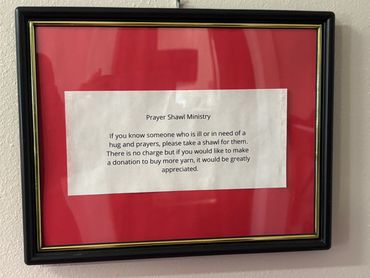 Prayer Shawl Ministry
If you know someone who is ill or in need of a
hug and prayers, please take a shawl for them.
There is no charge but if you would like to make
a donation to buy more yarn, it would be greatly
appreciated.